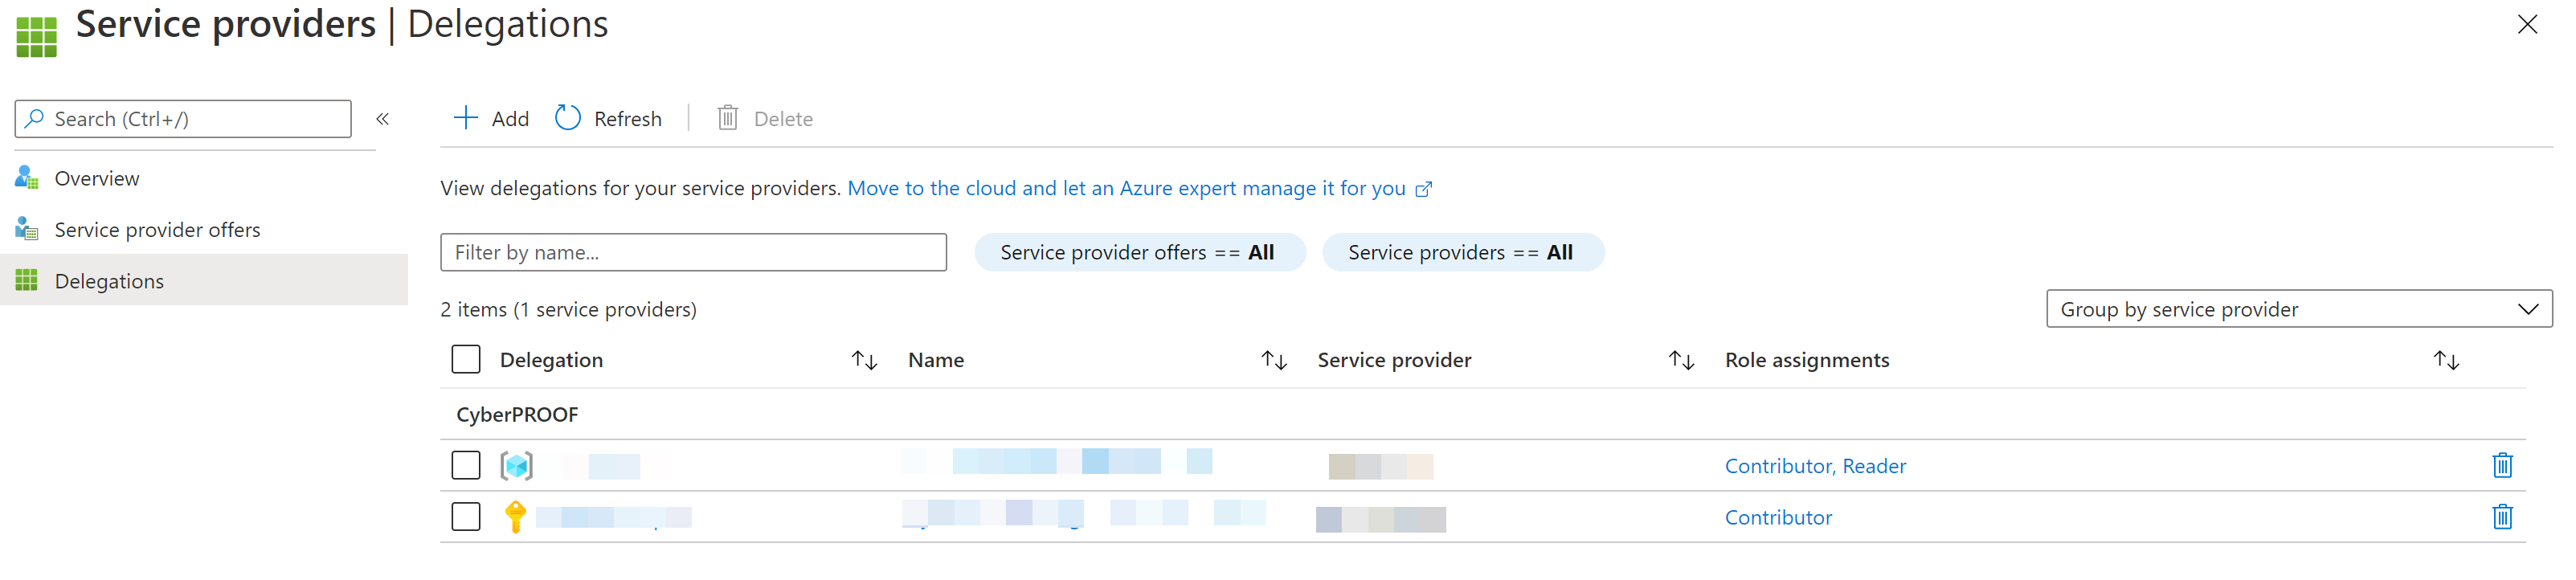 Service providers | Delegations
Search (Ctrl+/)
«
Add
Refresh
Delete
Overview
Service provider offers
Delegations
View delegations for your service providers. Move to the cloud and let an Azure expert manage it for you
Filter by name...
Service provider offers == All
Service providers == All
2 items (1 service providers)
Group by service provider
Delegation
Name
Service provider
Role assignments
CyberPROOF
Contributor, Reader
Contributor